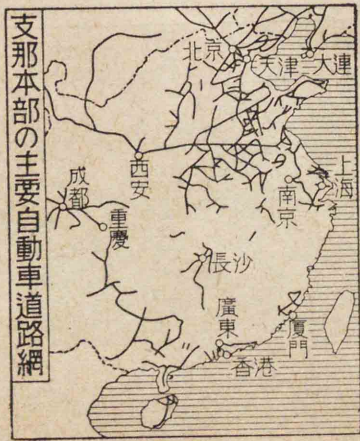 支那本部の主要自動車道路網
北京
天津
大連
西安
成都
重慶
南京
上海
長沙
廣東
香港
厦門